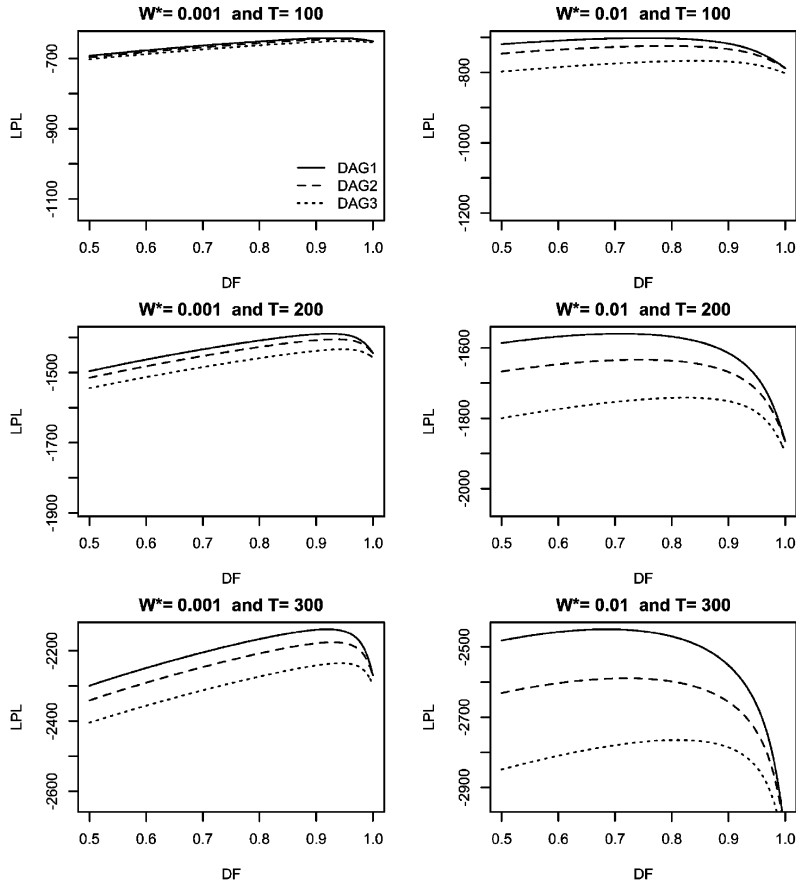 W*= 0.001 and T= 100
LPL
-700
-900
-1100
DAG1
DAG2
DAG3
0.5 0.6 0.7 0.8 0.9 1.0
DF
W*= 0.01 and T= 100
LPL
-800
-1000
-1200
0.5 0.6 0.7 0.8 0.9 1.0
DF
W*= 0.001 and T= 200
LPL
-1500
-1700
-1900
0.5 0.6 0.7 0.8 0.9 1.0
DF
W*= 0.01 and T= 200
LPL
-1600
-1800
-2000
0.5 0.6 0.7 0.8 0.9 1.0
DF
W*= 0.001 and T= 300
LPL
-2200
-2400
-2600
0.5 0.6 0.7 0.8 0.9 1.0
DF
W*= 0.01 and T= 300
LPL
-2500
-2700
-2900
0.5 0.6 0.7 0.8 0.9 1.0
DF